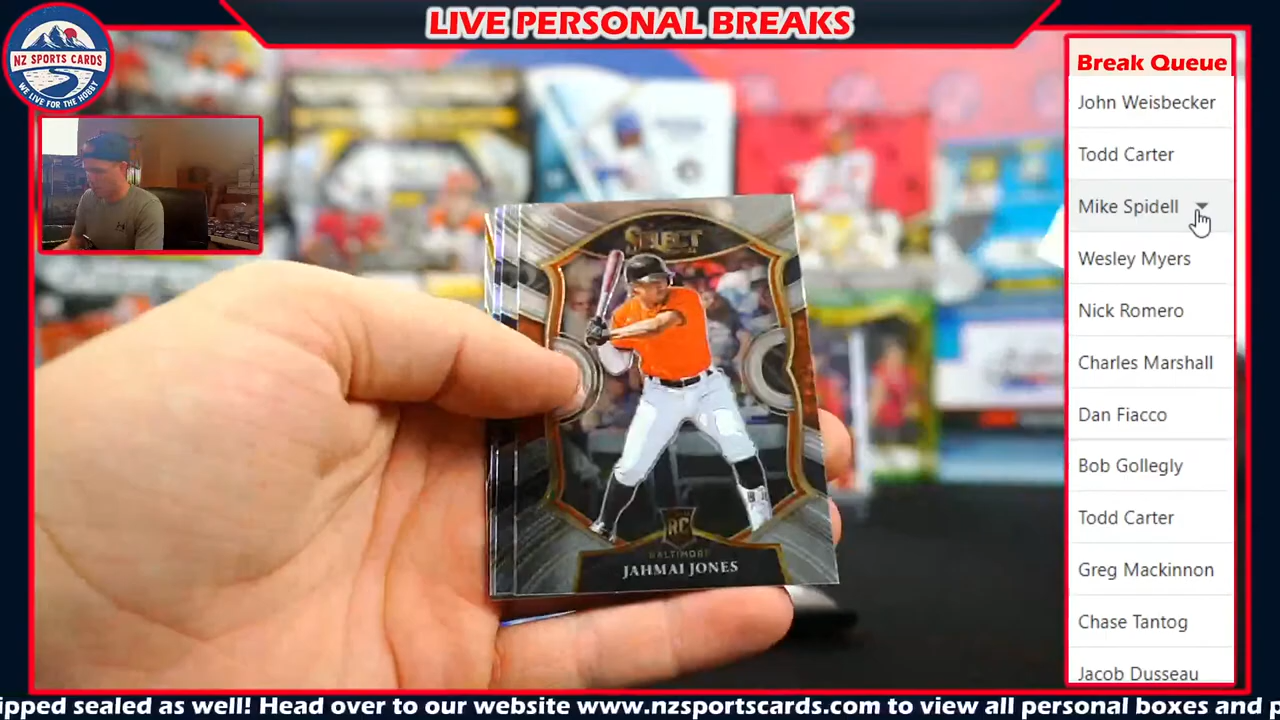 LIVE PERSONAL BREAKS
NZ SPORTS CARDS
WE LIVE FOR THE HOBBY
Break Queue
John Weisbecker
Todd Carter
Mike Spidell
Wesley Myers
Nick Romero
Charles Marshall
Dan Fiacco
Bob Gollegly
Todd Carter
Greg Mackinnon
Chase Tantog
Jacob Dusseau
SELECT
RC
BALTIMORE
JAHMAI JONES
ipped sealed as well! Head over to our website www.nzsportscards.com to view all personal boxes and p